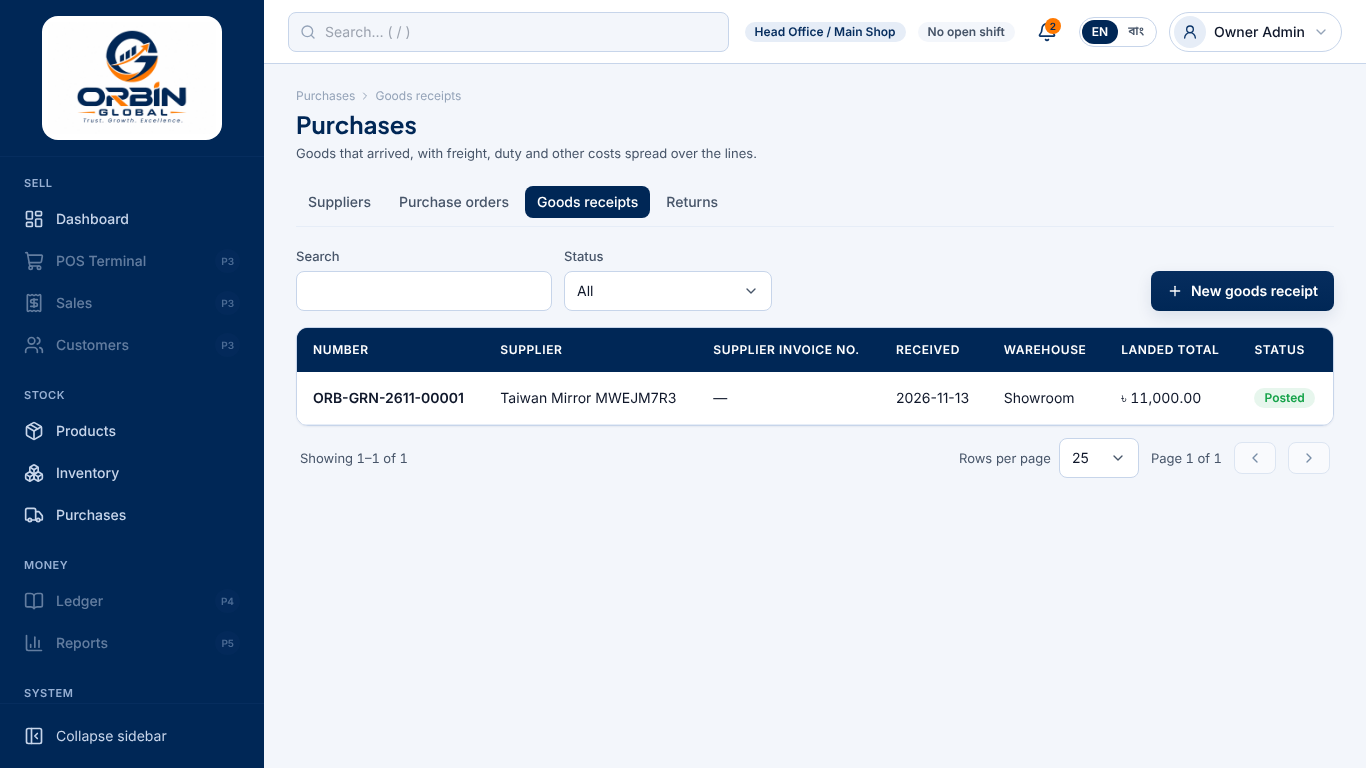 ORBIN
GLOBAL
Trust. Growth. Excellence.
Search... ( / )
Head Office / Main Shop
No open shift
2
EN
বাং
Owner Admin
SELL
Dashboard
POS Terminal P3
Sales P3
Customers P3
STOCK
Products
Inventory
Purchases
MONEY
Ledger P4
Reports P5
SYSTEM
Collapse sidebar
Purchases > Goods receipts
Purchases
Goods that arrived, with freight, duty and other costs spread over the lines.
Suppliers Purchase orders Goods receipts Returns
Search Status
All
+ New goods receipt
NUMBER SUPPLIER SUPPLIER INVOICE NO. RECEIVED WAREHOUSE LANDED TOTAL STATUS
ORB-GRN-2611-00001 Taiwan Mirror MWEJM7R3 — 2026-11-13 Showroom ৳ 11,000.00 Posted
Showing 1–1 of 1 Rows per page 25 Page 1 of 1